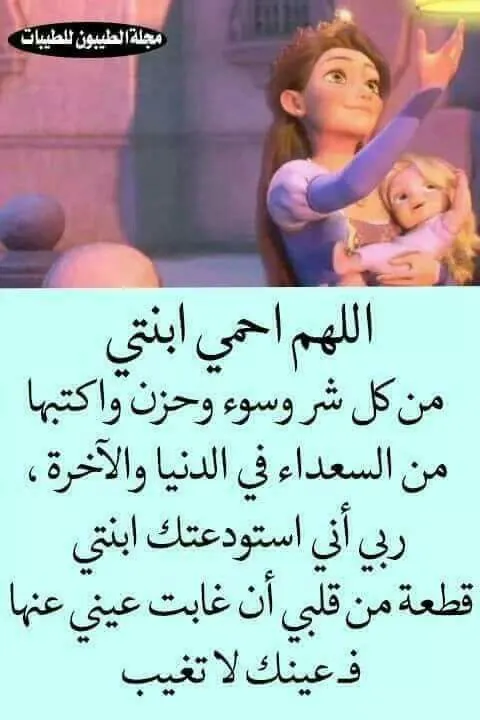 مجلة الطيبون للطيبات
اللهم احمي ابنتي
من كل شر وسوء وحزن واكتبها
من السعداء في الدنيا والآخرة ،
ربي أني استودعتك ابنتي
قطعة من قلبي أن غابت عيني عنها
فـ عينك لا تغيب